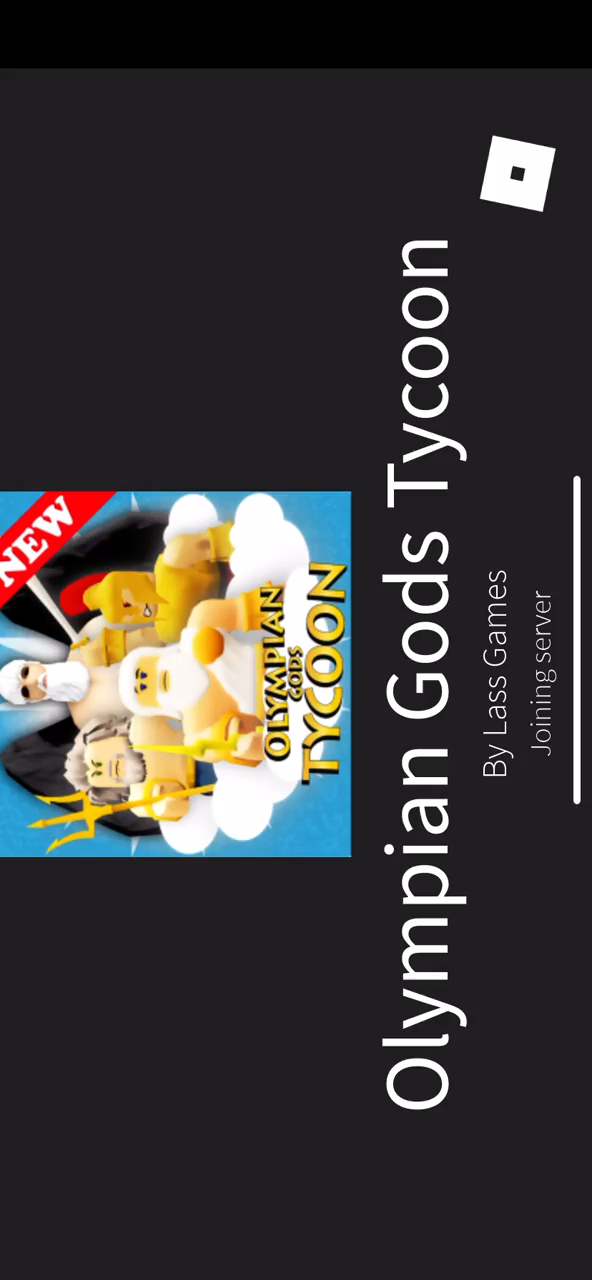 NEW
OLYMPIAN
GODS
TYCOON
Olympian Gods Tycoon
By Lass Games
Joining server